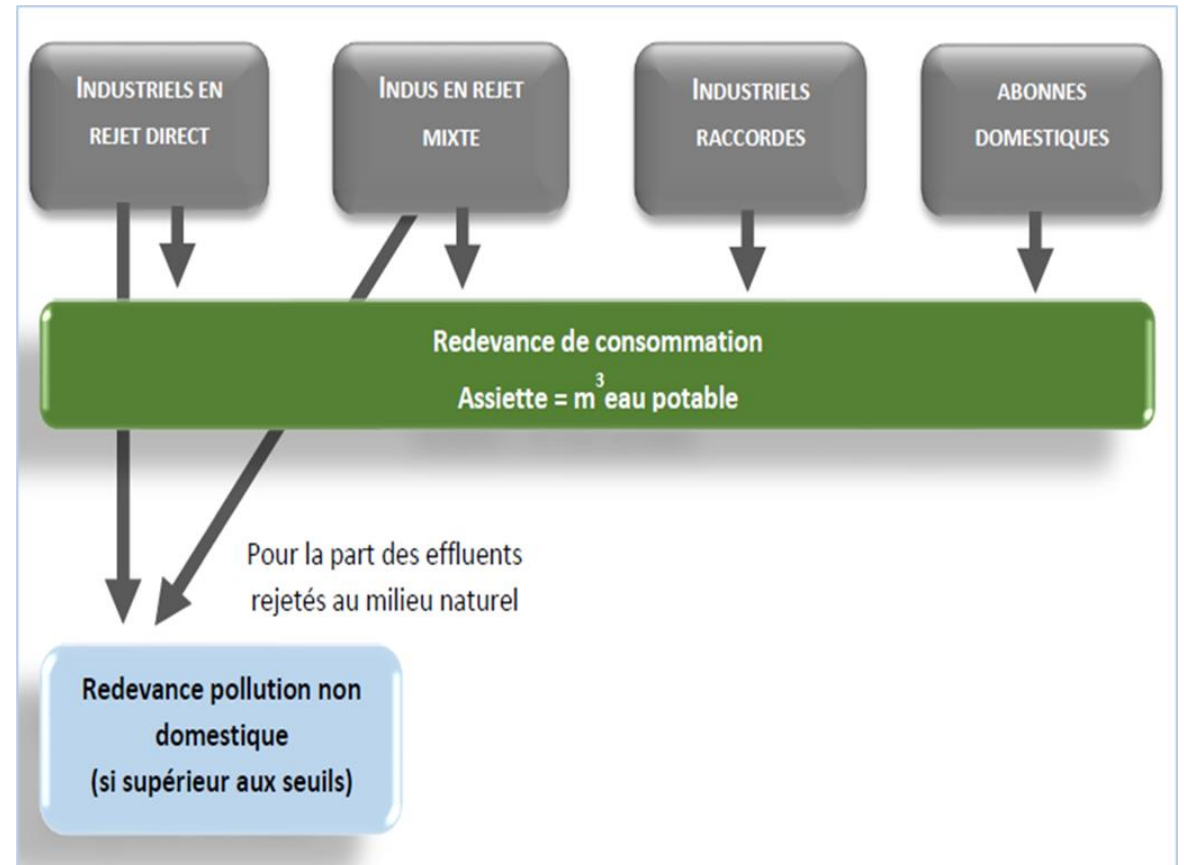 INDUSTRIELS EN
REJET DIRECT
INDUS EN REJET
MIXTE
INDUSTRIELS
RACCORDES
ABONNES
DOMESTIQUES
Redevance de consommation
Assiette = m³ eau potable
Pour la part des effluents
rejetés au milieu naturel
Redevance pollution non
domestique
(si supérieur aux seuils)